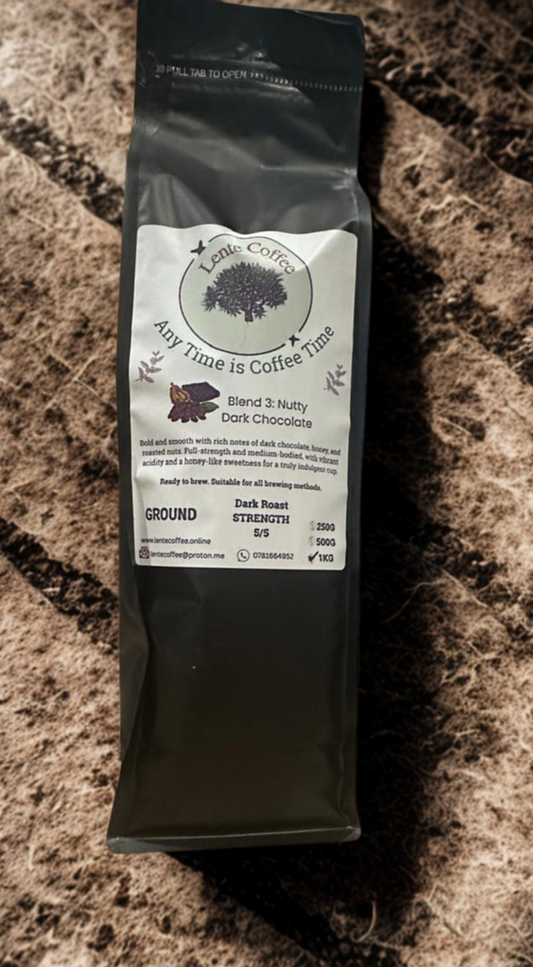 PULL TAB TO OPEN
Lente Coffee
Any Time is Coffee Time
Blend 3: Nutty
Dark Chocolate
Bold and smooth with rich notes of dark chocolate, honey, and
roasted nuts. Full-strength and medium-bodied, with vibrant
acidity and a honey-like sweetness for a truly indulgent cup.
Ready to brew. Suitable for all brewing methods.
GROUND
Dark Roast
STRENGTH
5/5
250G
500G
1KG
www.lentecoffee.online
lentecoffee@proton.me
0781664952